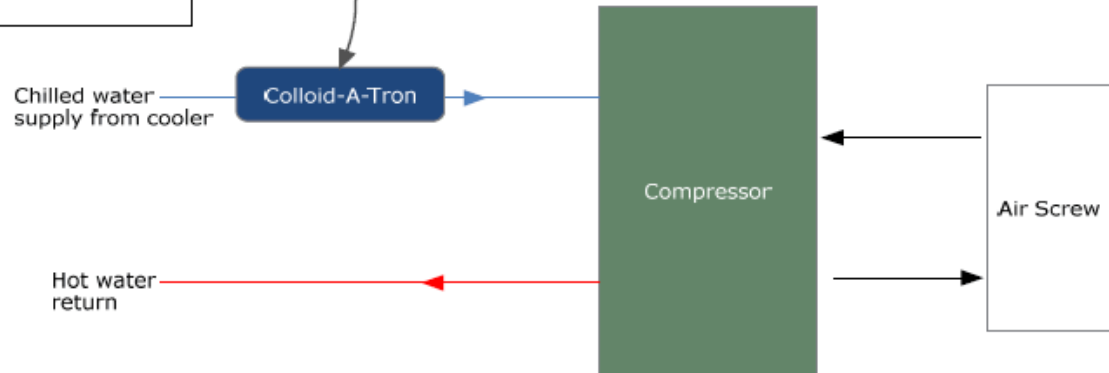 Chilled water
supply from cooler
Colloid-A-Tron
Compressor
Air Screw
Hot water
return